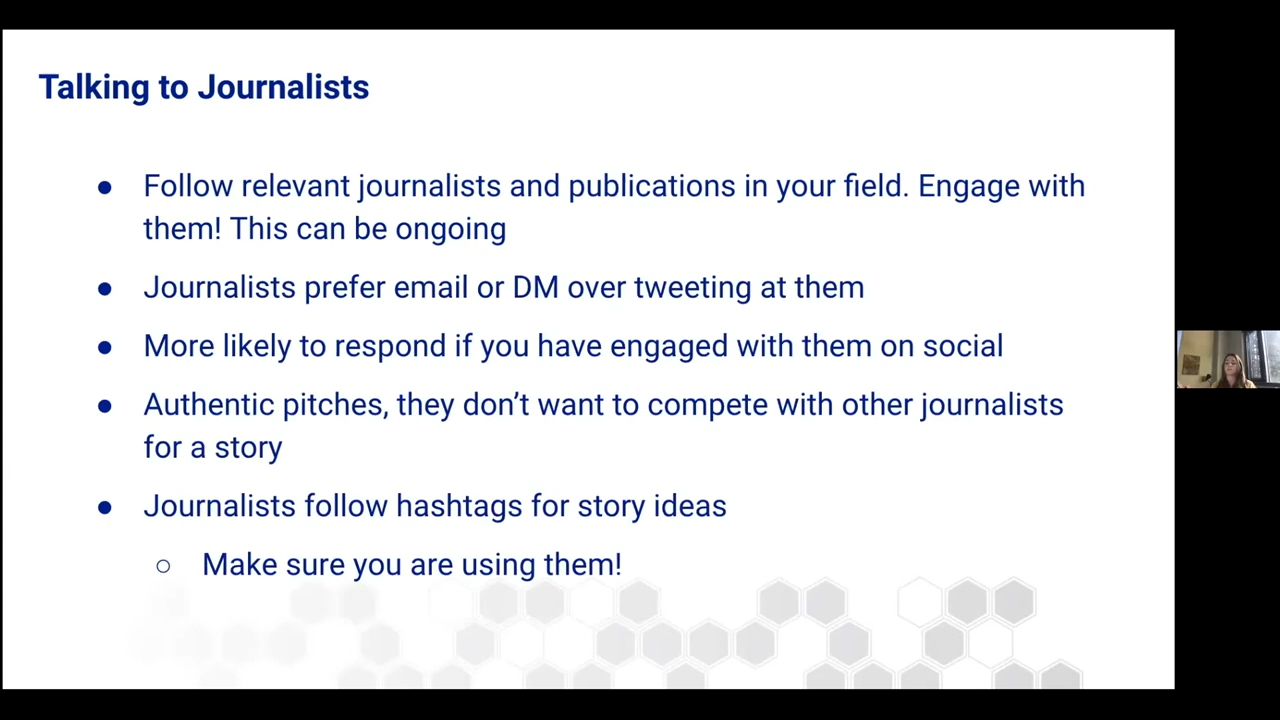 Talking to Journalists
● Follow relevant journalists and publications in your field. Engage with
them! This can be ongoing
● Journalists prefer email or DM over tweeting at them
● More likely to respond if you have engaged with them on social
● Authentic pitches, they don’t want to compete with other journalists
for a story
● Journalists follow hashtags for story ideas
○ Make sure you are using them!